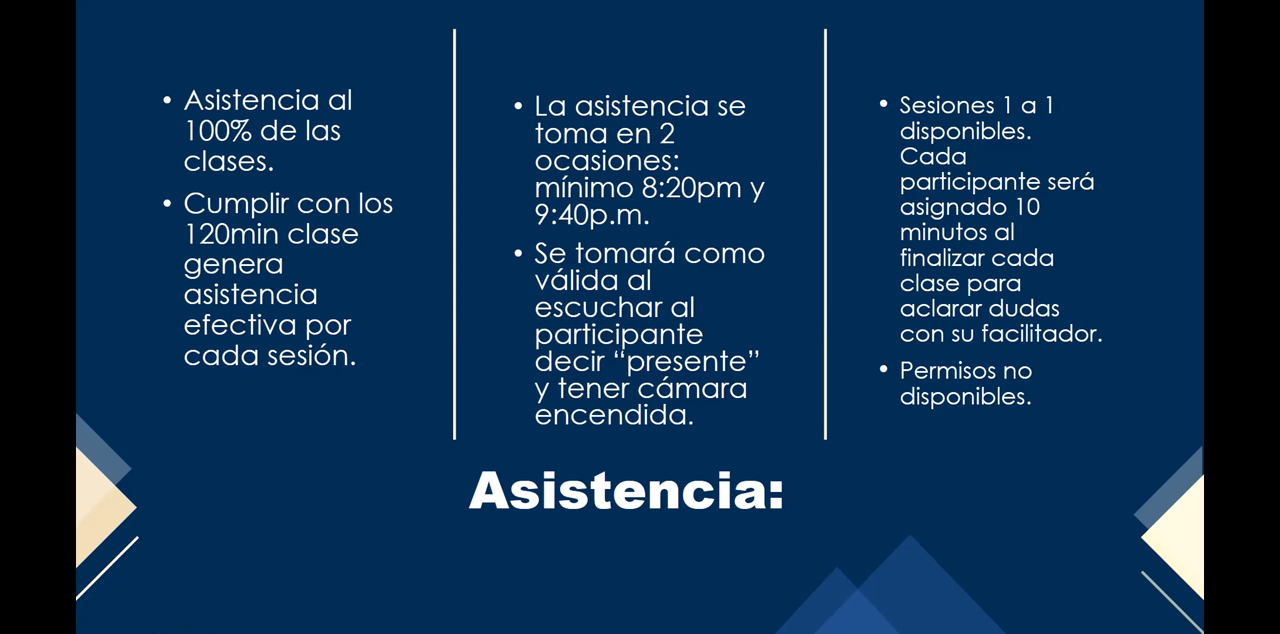 • Asistencia al
100% de las
clases.
• Cumplir con los
120min clase
genera
asistencia
efectiva por
cada sesión.
• La asistencia se
toma en 2
ocasiones:
mínimo 8:20pm y
9:40p.m.
• Se tomará como
válida al
escuchar al
participante
decir “presente”
y tener cámara
encendida.
• Sesiones 1 a 1
disponibles.
Cada
participante será
asignado 10
minutos al
finalizar cada
clase para
aclarar dudas
con su facilitador.
• Permisos no
disponibles.
Asistencia: